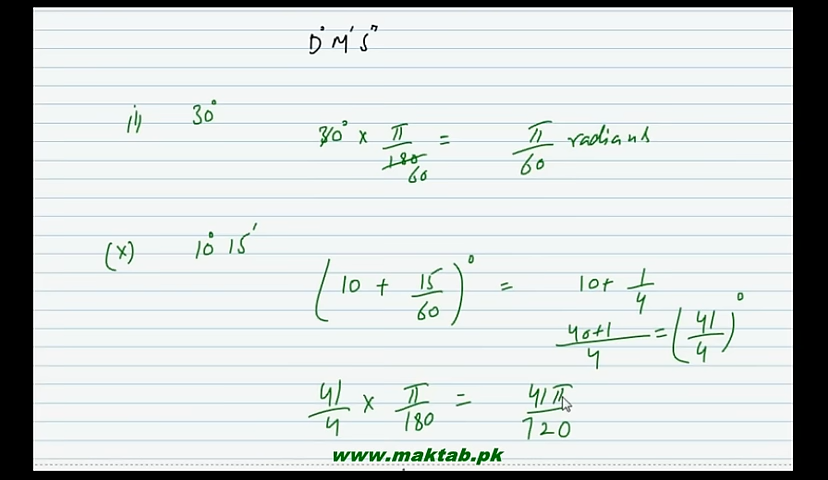 D° M' S"
ii) 30°
30° × π/180 60 = π/60 radians
(x) 10° 15'
(10 + 15/60)° = 10+ 1/4
40+1/4 = (41/4)°
41/4 × π/180 = 41π/720
www.maktab.pk